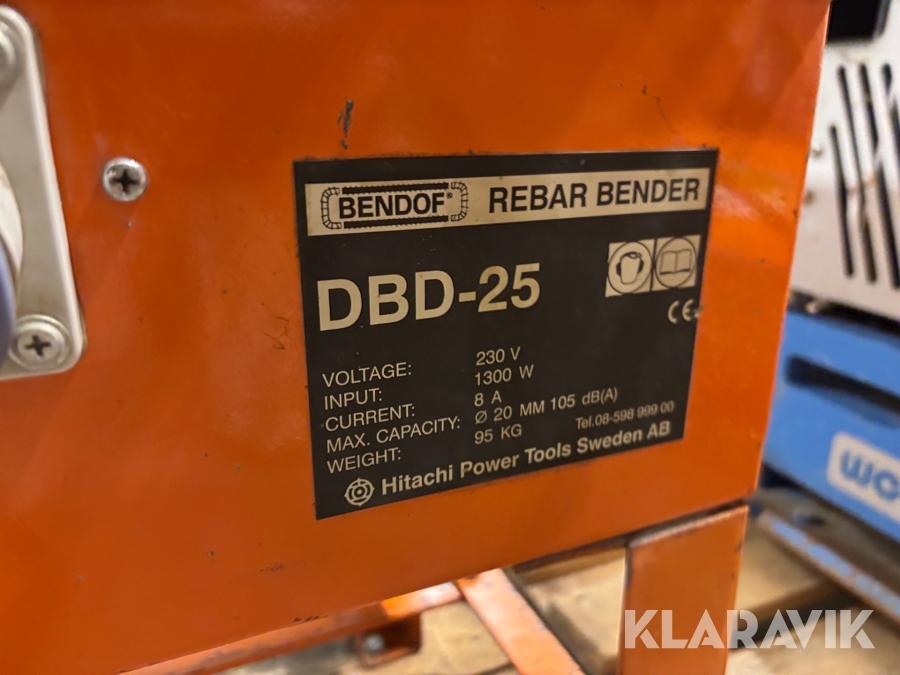 BENDOF® REBAR BENDER
DBD-25
CE
VOLTAGE: 230 V
INPUT: 1300 W
CURRENT: 8 A
MAX. CAPACITY: Ø 20 MM 105 dB(A)
WEIGHT: 95 KG Tel.08-598 999 00
Hitachi Power Tools Sweden AB
WC
KLARAVIK